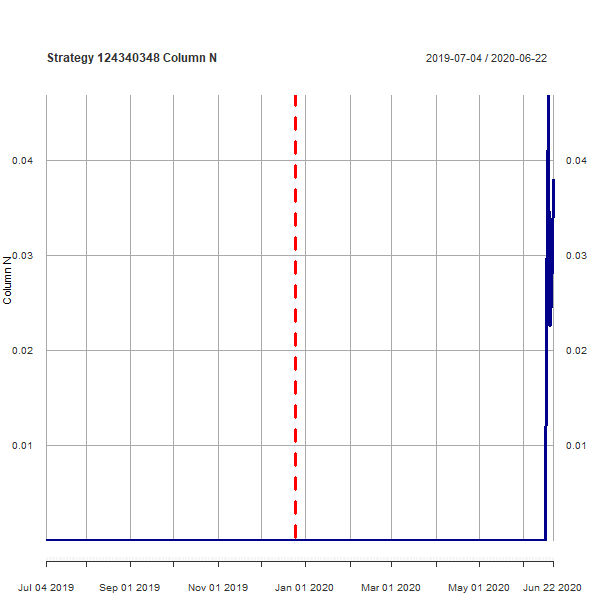 Strategy 124340348 Column N
2019-07-04 / 2020-06-22
0.04
0.04
Column N
0.03
0.03
0.02
0.02
0.01
0.01
Jul 04 2019
Sep 01 2019
Nov 01 2019
Jan 01 2020
Mar 01 2020
May 01 2020
Jun 22 2020